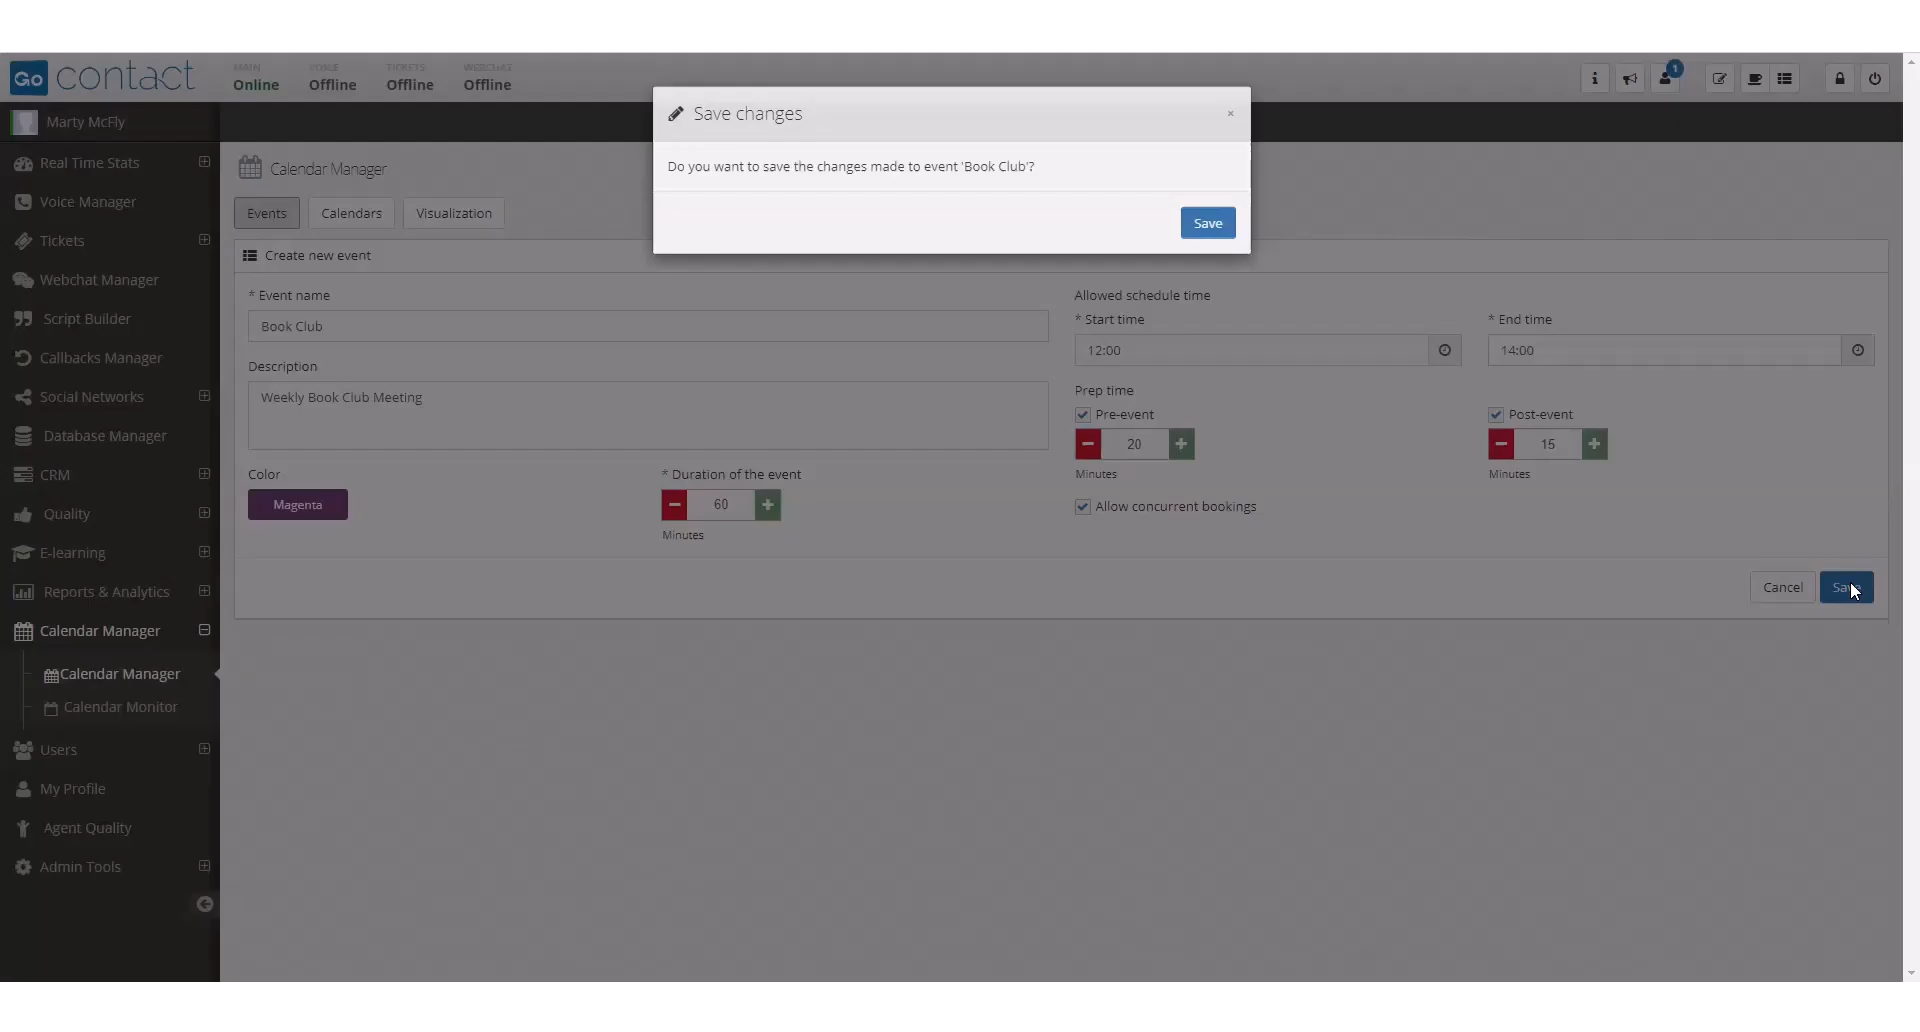 Go contact
MAIN
Online
Offline
TICKETS
Offline
WEBCHAT
Offline
1
Marty McFly
Real Time Stats
Voice Manager
Tickets
Webchat Manager
Script Builder
Callbacks Manager
Social Networks
Database Manager
CRM
Quality
E-learning
Reports & Analytics
Calendar Manager
Calendar Manager
Calendar Monitor
Users
My Profile
Agent Quality
Admin Tools
Calendar Manager
Events
Calendars
Visualization
Create new event
* Event name
Book Club
Description
Weekly Book Club Meeting
Color
Magenta
* Duration of the event
60
Minutes
Allowed schedule time
* Start time
12:00
* End time
14:00
Prep time
Pre-event
20
Minutes
Post-event
15
Minutes
Allow concurrent bookings
Cancel
Save changes
×
Do you want to save the changes made to event 'Book Club'?
Save